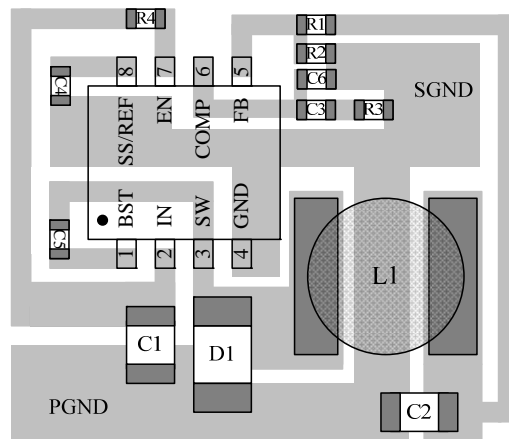 R4
R1
R2
C6
C3
R3
SGND
C4
8
7
6
5
SS/REF
EN
COMP
FB
BST
IN
SW
GND
1
2
3
4
C5
L1
C1
D1
C2
PGND